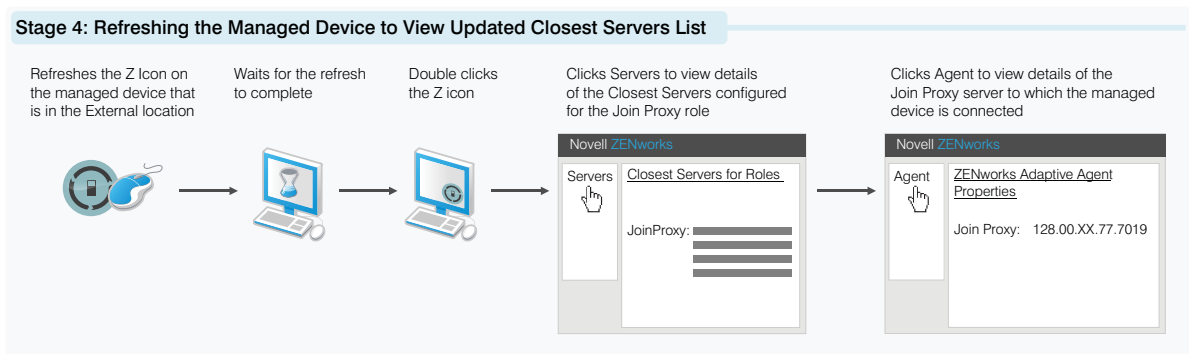 Stage 4: Refreshing the Managed Device to View Updated Closest Servers List
Refreshes the Z Icon on
the managed device that
is in the External location
Waits for the refresh
to complete
Double clicks
the Z icon
Clicks Servers to view details
of the Closest Servers configured
for the Join Proxy role
Novell ZENworks
Servers
Closest Servers for Roles
JoinProxy:
Clicks Agent to view details of the
Join Proxy server to which the managed
device is connected
Novell ZENworks
Agent
ZENworks Adaptive Agent
Properties
Join Proxy: 128.00.XX.77.7019